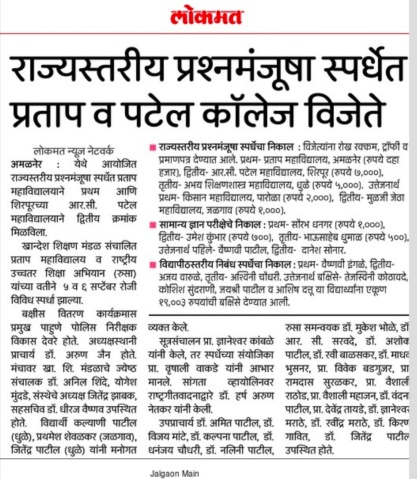 लोकमत
राज्यस्तरीय प्रश्नमंजूषा स्पर्धेत
प्रताप व पटेल कॉलेज विजेते
लोकमत न्यूज नेटवर्क
अमळनेर : येथे आयोजित
राज्यस्तरीय प्रश्नमंजूषा स्पर्धेत प्रताप
महाविद्यालयाने प्रथम आणि
शिरपूरच्या आर.सी. पटेल
महाविद्यालयाने द्वितीय क्रमांक
मिळविला.
खान्देश शिक्षण मंडळ संचालित
प्रताप महाविद्यालय व राष्ट्रीय
उच्चतर शिक्षा अभियान (रुसा)
यांच्या वतीने ५ व ६ सप्टेंबर रोजी
विविध स्पर्धा झाल्या.
बक्षीस वितरण कार्यक्रमास
प्रमुख पाहुणे पोलिस निरीक्षक
विकास देवरे होते. अध्यक्षस्थानी
प्राचार्य डॉ. अरुण जैन होते.
मंचावर खा. शि. मंडळाचे ज्येष्ठ
संचालक डॉ. अनिल शिंदे, योगेश
मुंदडे, संस्थेचे अध्यक्ष जितेंद्र झाबक,
सहसचिव डॉ. धीरज वैष्णव उपस्थित
होते. विद्यार्थी कल्याणी पाटील
(धुळे), प्रथमेश शेवळकर (जळगाव),
जितेंद्र पाटील (धुळे) यांनी मनोगत
■ राज्यस्तरीय प्रश्नमंजूषा स्पर्धेचा निकाल : विजेत्यांना रोख रक्कम, ट्रॉफी व
प्रमाणपत्र देण्यात आले. प्रथम- प्रताप महाविद्यालय, अमळनेर (रुपये दहा
हजार), द्वितीय- आर.सी. पटेल महाविद्यालय, शिरपूर (रुपये ७,०००),
तृतीय- अभय शिक्षणशास्त्र महाविद्यालय, धुळे (रुपये ५,०००). उत्तेजनार्थ
प्रथम- किसान महाविद्यालय, पारोळा (रुपये २,०००), द्वितीय- मुळजी जेठा
महाविद्यालय, जळगाव (रुपये १,०००).
■ सामान्य ज्ञान परीक्षेचे निकाल : प्रथम- सौरभ धनगर (रुपये १,०००),
द्वितीय- उमेश कुंभार (रुपये ७००), तृतीय- भाऊसाहेब धुमाळ (रुपये ५००),
उत्तेजनार्थ पहिले- वैष्णवी पाटील, द्वितीय- दानेश सोनार.
■ विद्यापीठस्तरीय निबंध स्पर्धेचा निकाल : प्रथम- वैष्णवी इंगळे, द्वितीय-
अजय वारुळे, तृतीय- अश्विनी चौधरी. उत्तेजनार्थ बक्षिसे- तेजस्विनी कोठावदे,
कोशिस सुंदराणी, जयश्री पाटील व आशिष दत्तू या विद्यार्थ्यांना एकूण
१९,००३ रुपयांची बक्षिसे देण्यात आली.
व्यक्त केले.
सूत्रसंचालन प्रा. ज्ञानेश्वर कांबळे
यांनी केले, तर स्पर्धेच्या संयोजिका
प्रा. वृषाली वाकडे यांनी आभार
मानले. सांगता व्हायोलिनवर
राष्ट्रगीतवादनाद्वारे डॉ. हर्ष अरुण
नेतकर यांनी केली.
उपप्राचार्य डॉ. अमित पाटील, डॉ.
विजय मांटे, डॉ. कल्पना पाटील, डॉ.
धनंजय चौधरी, डॉ. नलिनी पाटील,
रुसा समन्वयक डॉ. मुकेश भोळे, डॉ.
आर. सी. सरवदे, डॉ. अशोक
पाटील, डॉ. रवी बाळसकर, डॉ. माधव
भुसनर, प्रा. विवेक बडगुजर, प्रा.
रामदास सुरळकर, प्रा. वैशाली
राठोड, प्रा. वैशाली महाजन, डॉ. वंदना
पाटील, प्रा. देवेंद्र तायडे, डॉ. ज्ञानेश्वर
मराठे, डॉ. रवींद्र मराठे, डॉ. किरण
गावित, डॉ. जितेंद्र पाटील
उपस्थित होते.
Jalgaon Main